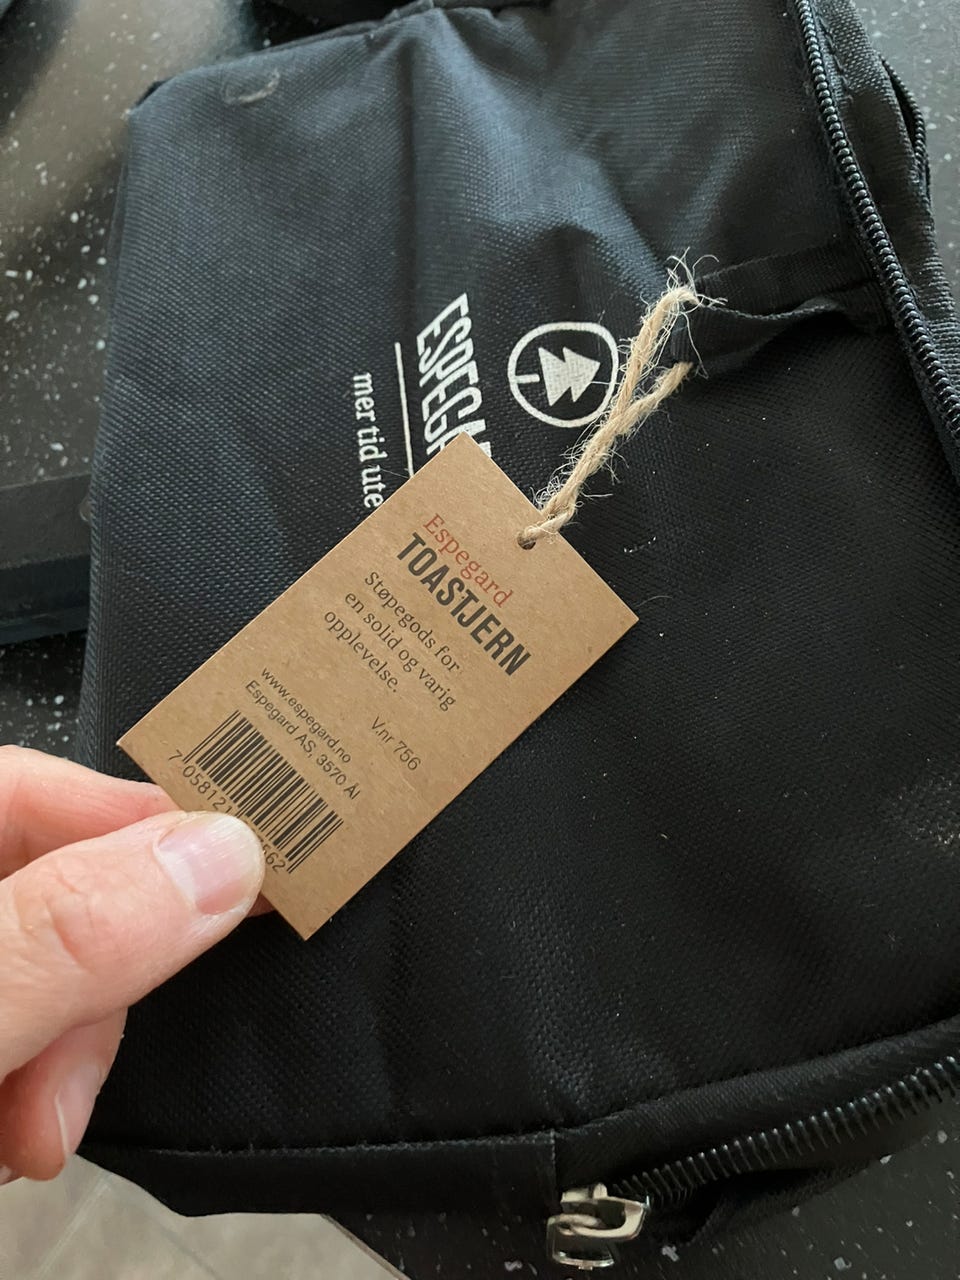 mer tid ute
Espegard
TOASTJERN
Støpegods for
en solid og varig
opplevelse.
V.nr 756
www.espegard.no
Espegard AS, 3570 Ål